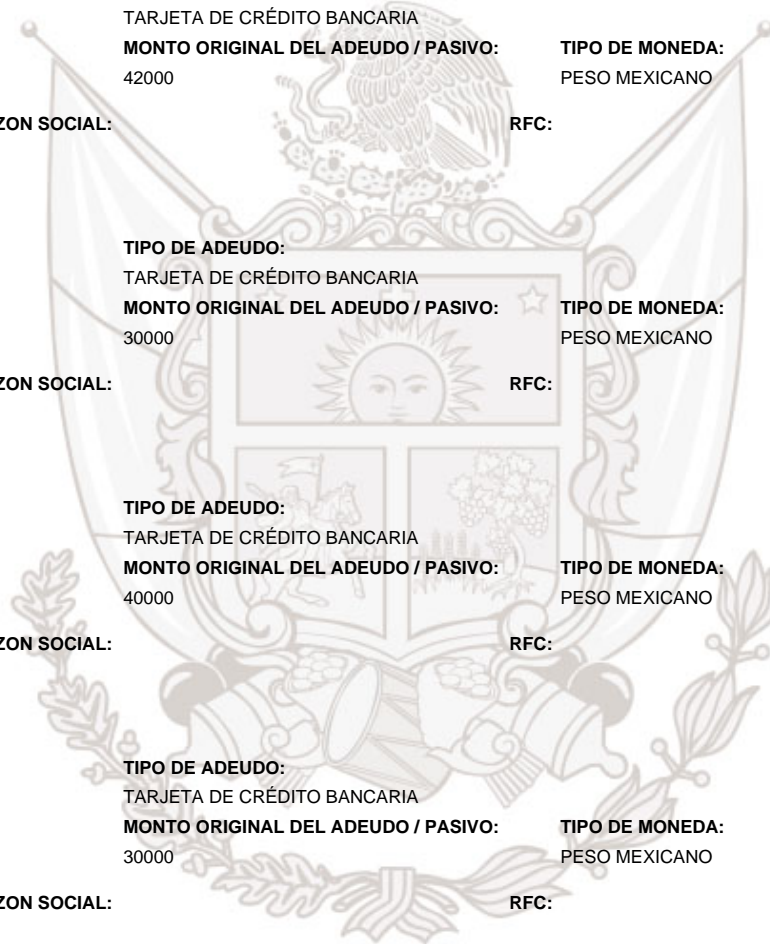 TARJETA DE CRÉDITO BANCARIA
MONTO ORIGINAL DEL ADEUDO / PASIVO: TIPO DE MONEDA:
42000 PESO MEXICANO
ZON SOCIAL: RFC:
TIPO DE ADEUDO:
TARJETA DE CRÉDITO BANCARIA
MONTO ORIGINAL DEL ADEUDO / PASIVO: TIPO DE MONEDA:
30000 PESO MEXICANO
ZON SOCIAL: RFC:
TIPO DE ADEUDO:
TARJETA DE CRÉDITO BANCARIA
MONTO ORIGINAL DEL ADEUDO / PASIVO: TIPO DE MONEDA:
40000 PESO MEXICANO
ZON SOCIAL: RFC:
TIPO DE ADEUDO:
TARJETA DE CRÉDITO BANCARIA
MONTO ORIGINAL DEL ADEUDO / PASIVO: TIPO DE MONEDA:
30000 PESO MEXICANO
ZON SOCIAL: RFC: